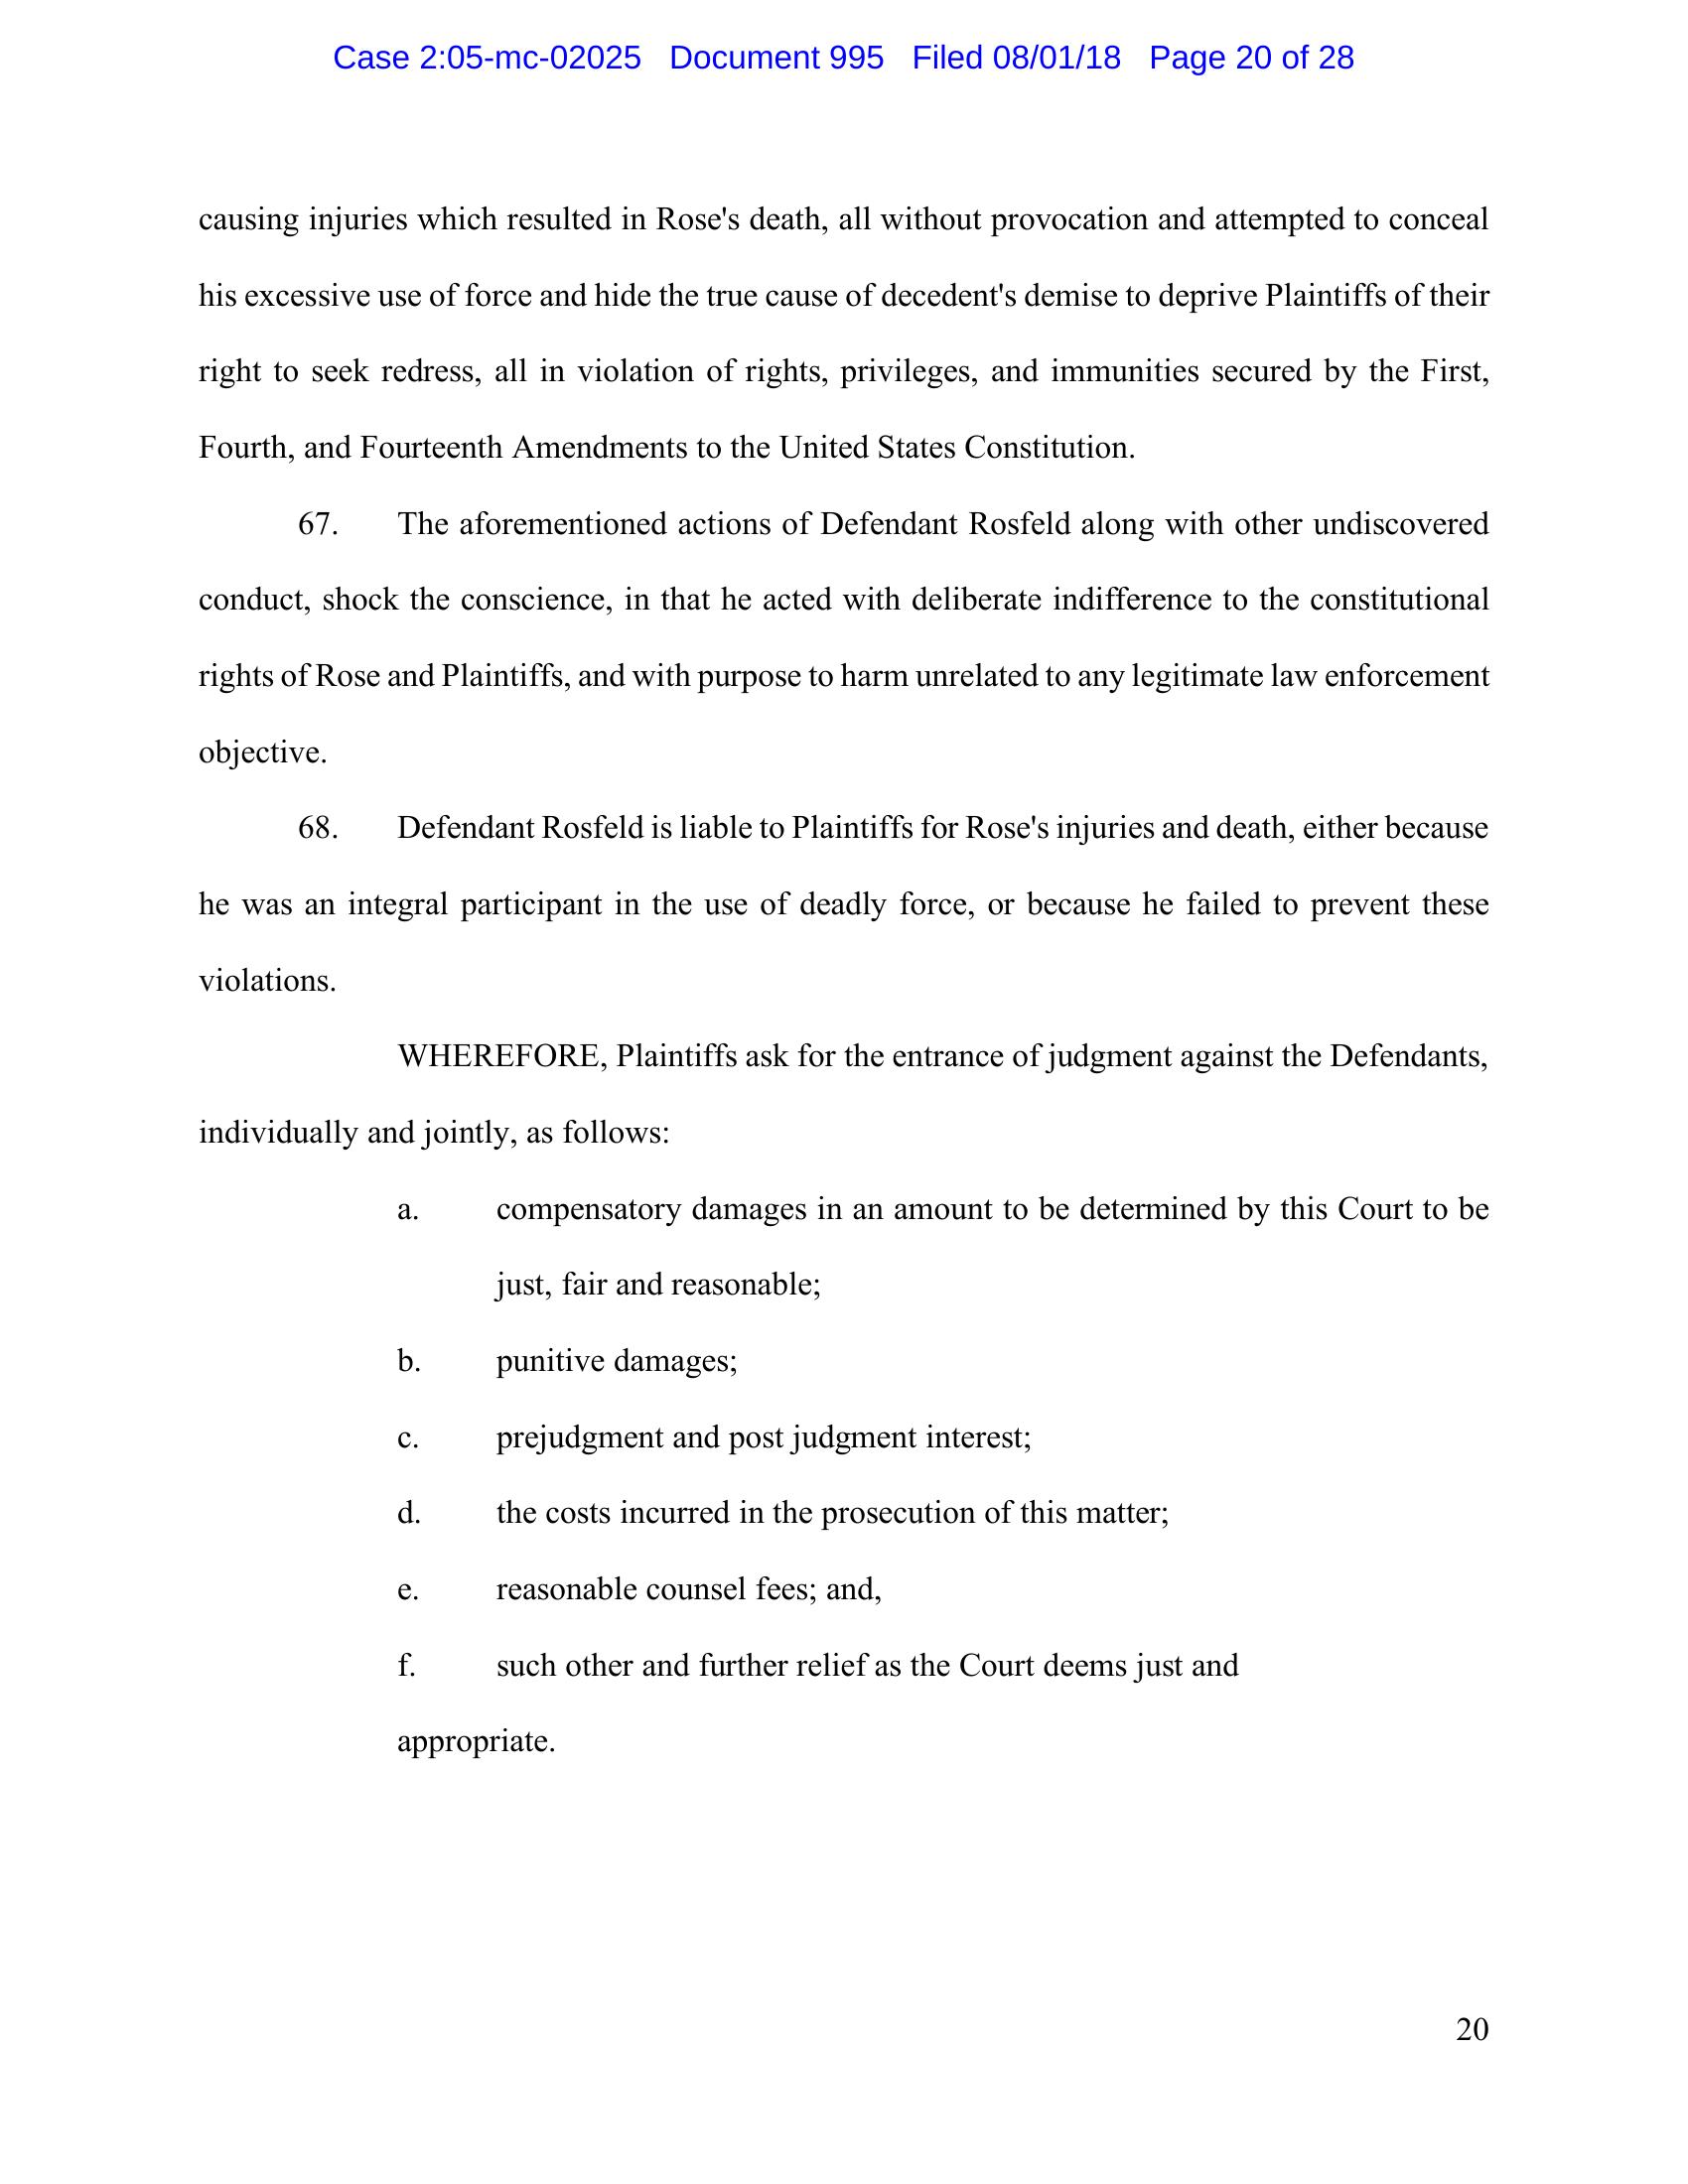 Case 2:05-mc-02025 Document 995 Filed 08/01/18 Page 20 of 28
causing injuries which resulted in Rose's death, all without provocation and attempted to conceal
his excessive use of force and hide the true cause of decedent's demise to deprive Plaintiffs of their
right to seek redress, all in violation of rights, privileges, and immunities secured by the First,
Fourth, and Fourteenth Amendments to the United States Constitution.
67. The aforementioned actions of Defendant Rosfeld along with other undiscovered
conduct, shock the conscience, in that he acted with deliberate indifference to the constitutional
rights of Rose and Plaintiffs, and with purpose to harm unrelated to any legitimate law enforcement
objective.
68. Defendant Rosfeld is liable to Plaintiffs for Rose's injuries and death, either because
he was an integral participant in the use of deadly force, or because he failed to prevent these
violations.
WHEREFORE, Plaintiffs ask for the entrance of judgment against the Defendants,
individually and jointly, as follows:
a. compensatory damages in an amount to be determined by this Court to be
just, fair and reasonable;
b. punitive damages;
c. prejudgment and post judgment interest;
d. the costs incurred in the prosecution of this matter;
e. reasonable counsel fees; and,
f. such other and further relief as the Court deems just and
appropriate.
20